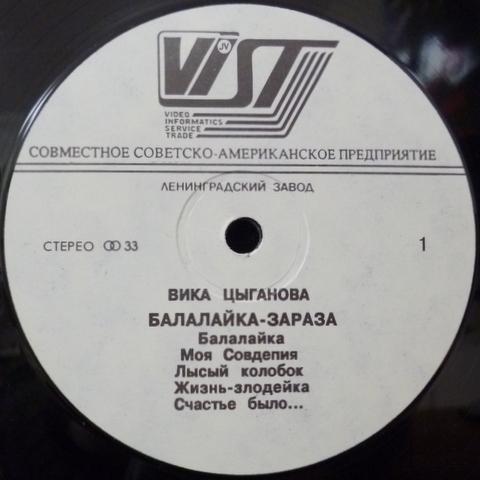 JV
ViST
VIDEO
INFORMATICS
SERVICE
TRADE
СОВМЕСТНОЕ СОВЕТСКО-АМЕРИКАНСКОЕ ПРЕДПРИЯТИЕ
ЛЕНИНГРАДСКИЙ ЗАВОД
СТЕРЕО 33 1
ВИКА ЦЫГАНОВА
БАЛАЛАЙКА-ЗАРАЗА
Балалайка
Моя Совдепия
Лысый колобок
Жизнь-злодейка
Счастье было...